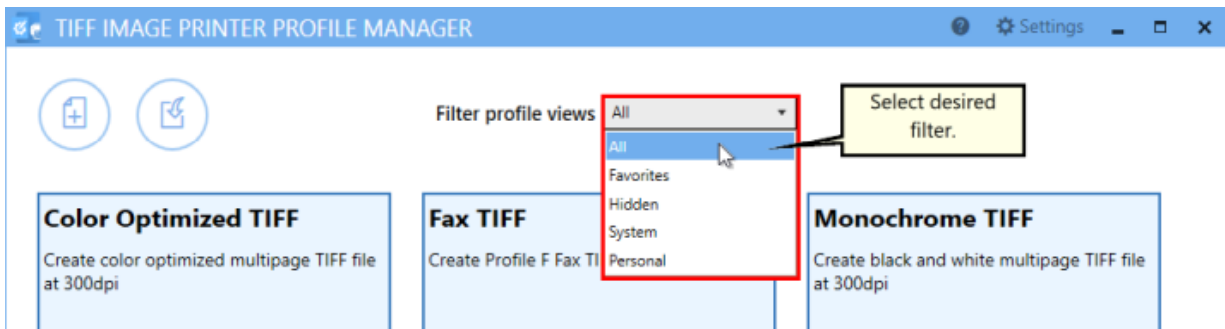 TIFF IMAGE PRINTER PROFILE MANAGER
Settings
Filter profile views
All
Select desired
filter.
All
Favorites
Hidden
System
Personal
Color Optimized TIFF
Create color optimized multipage TIFF file
at 300dpi
Fax TIFF
Create Profile F Fax TI
Monochrome TIFF
Create black and white multipage TIFF file
at 300dpi